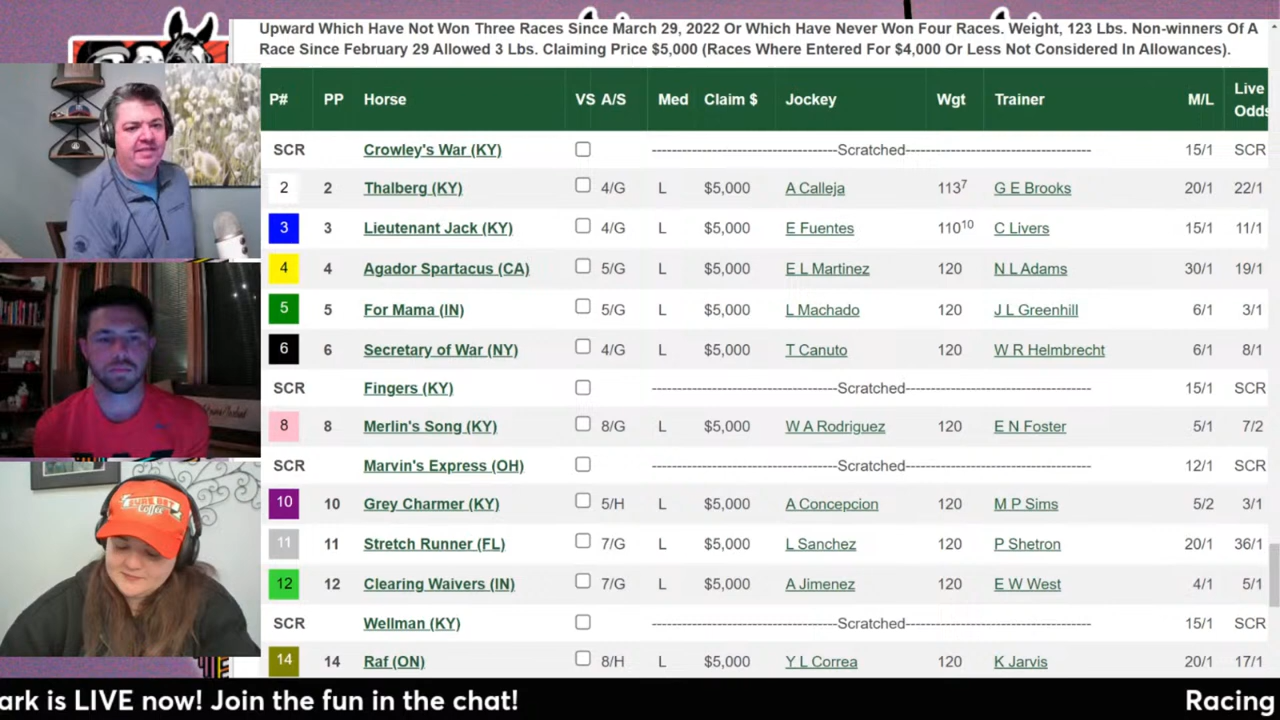 Upward Which Have Not Won Three Races Since March 29, 2022 Or Which Have Never Won Four Races. Weight, 123 Lbs. Non-winners Of A
Race Since February 29 Allowed 3 Lbs. Claiming Price $5,000 (Races Where Entered For $4,000 Or Less Not Considered In Allowances).
P# PP Horse VS A/S Med Claim $ Jockey Wgt Trainer M/L Live Odds
SCR Crowley's War (KY) -------------------------------------Scratched------------------------------------- 15/1 SCR
2 2 Thalberg (KY) 4/G L $5,000 A Calleja 113⁷ G E Brooks 20/1 22/1
3 3 Lieutenant Jack (KY) 4/G L $5,000 E Fuentes 110¹⁰ C Livers 15/1 11/1
4 4 Agador Spartacus (CA) 5/G L $5,000 E L Martinez 120 N L Adams 30/1 19/1
5 5 For Mama (IN) 5/G L $5,000 L Machado 120 J L Greenhill 6/1 3/1
6 6 Secretary of War (NY) 4/G L $5,000 T Canuto 120 W R Helmbrecht 6/1 8/1
SCR Fingers (KY) -------------------------------------Scratched------------------------------------- 15/1 SCR
8 8 Merlin's Song (KY) 8/G L $5,000 W A Rodriguez 120 E N Foster 5/1 7/2
SCR Marvin's Express (OH) -------------------------------------Scratched------------------------------------- 12/1 SCR
10 10 Grey Charmer (KY) 5/H L $5,000 A Concepcion 120 M P Sims 5/2 3/1
11 11 Stretch Runner (FL) 7/G L $5,000 L Sanchez 120 P Shetron 20/1 36/1
12 12 Clearing Waivers (IN) 7/G L $5,000 A Jimenez 120 E W West 4/1 5/1
SCR Wellman (KY) -------------------------------------Scratched------------------------------------- 15/1 SCR
14 14 Raf (ON) 8/H L $5,000 Y L Correa 120 K Jarvis 20/1 17/1
Coffee
ark is LIVE now! Join the fun in the chat! Racing